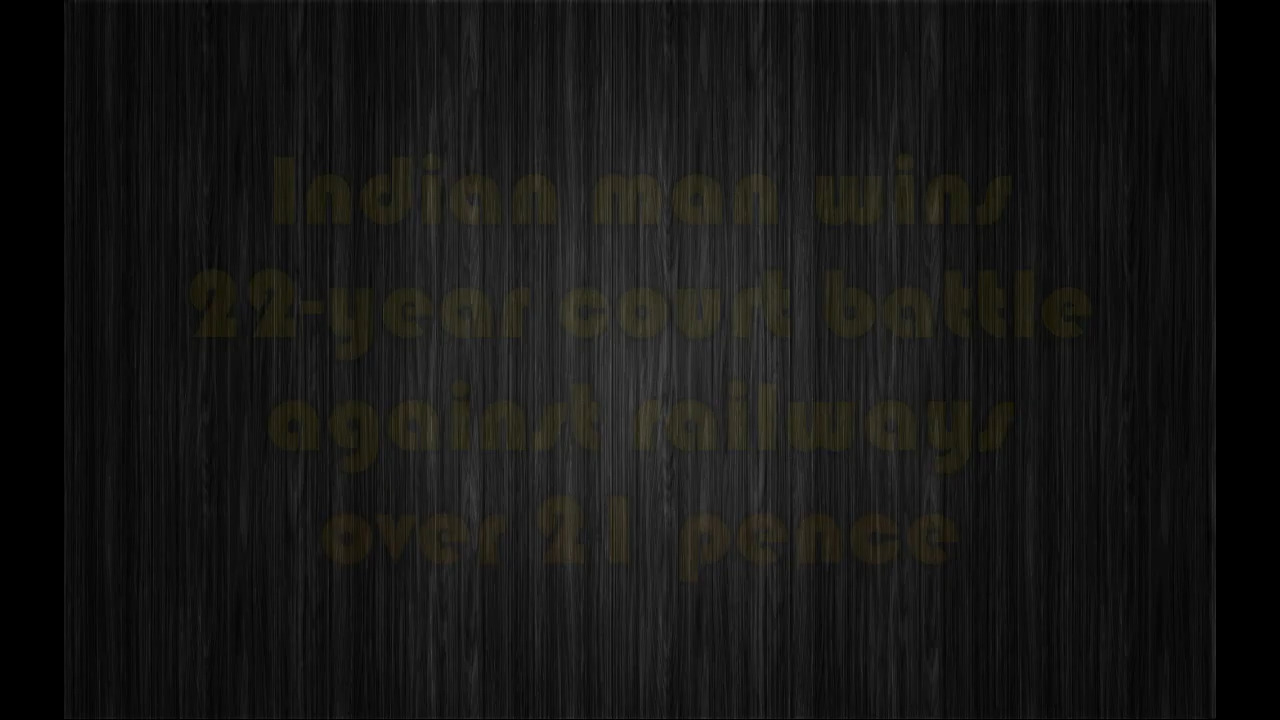 Indian man wins
22-year court battle
against railways
over 21 pence